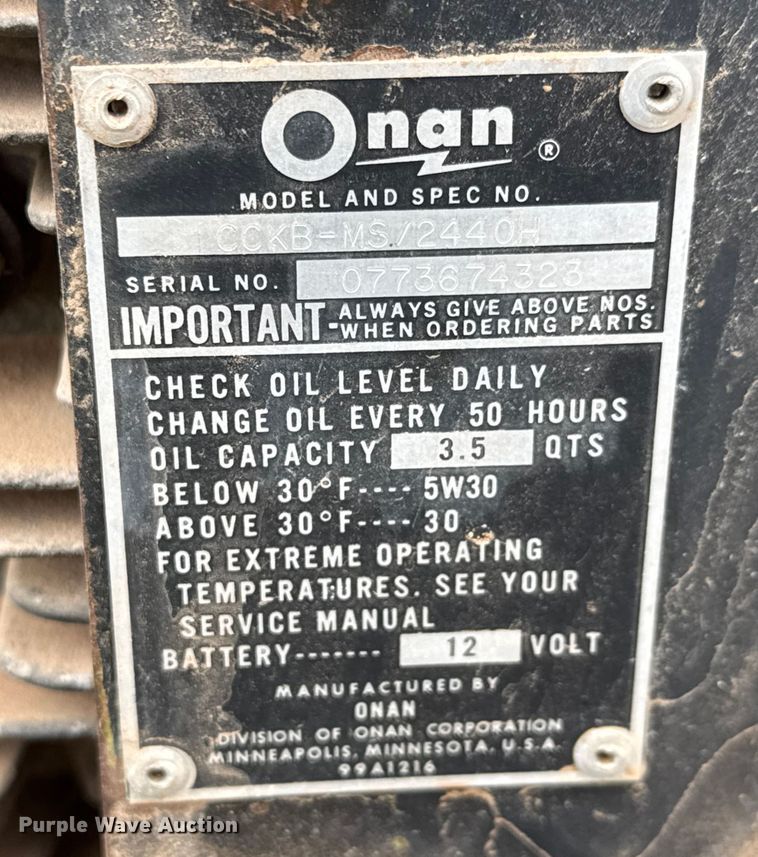 Onan ®
MODEL AND SPEC NO.
CCKB-MS/2440H
SERIAL NO. 0773674323
IMPORTANT-ALWAYS GIVE ABOVE NOS.
-WHEN ORDERING PARTS
CHECK OIL LEVEL DAILY
CHANGE OIL EVERY 50 HOURS
OIL CAPACITY 3.5 QTS
BELOW 30°F---- 5W30
ABOVE 30°F---- 30
FOR EXTREME OPERATING
TEMPERATURES. SEE YOUR
SERVICE MANUAL
BATTERY------- 12 VOLT
MANUFACTURED BY
ONAN
DIVISION OF ONAN CORPORATION
MINNEAPOLIS, MINNESOTA, U.S.A.
99A1216
Purple Wave Auction